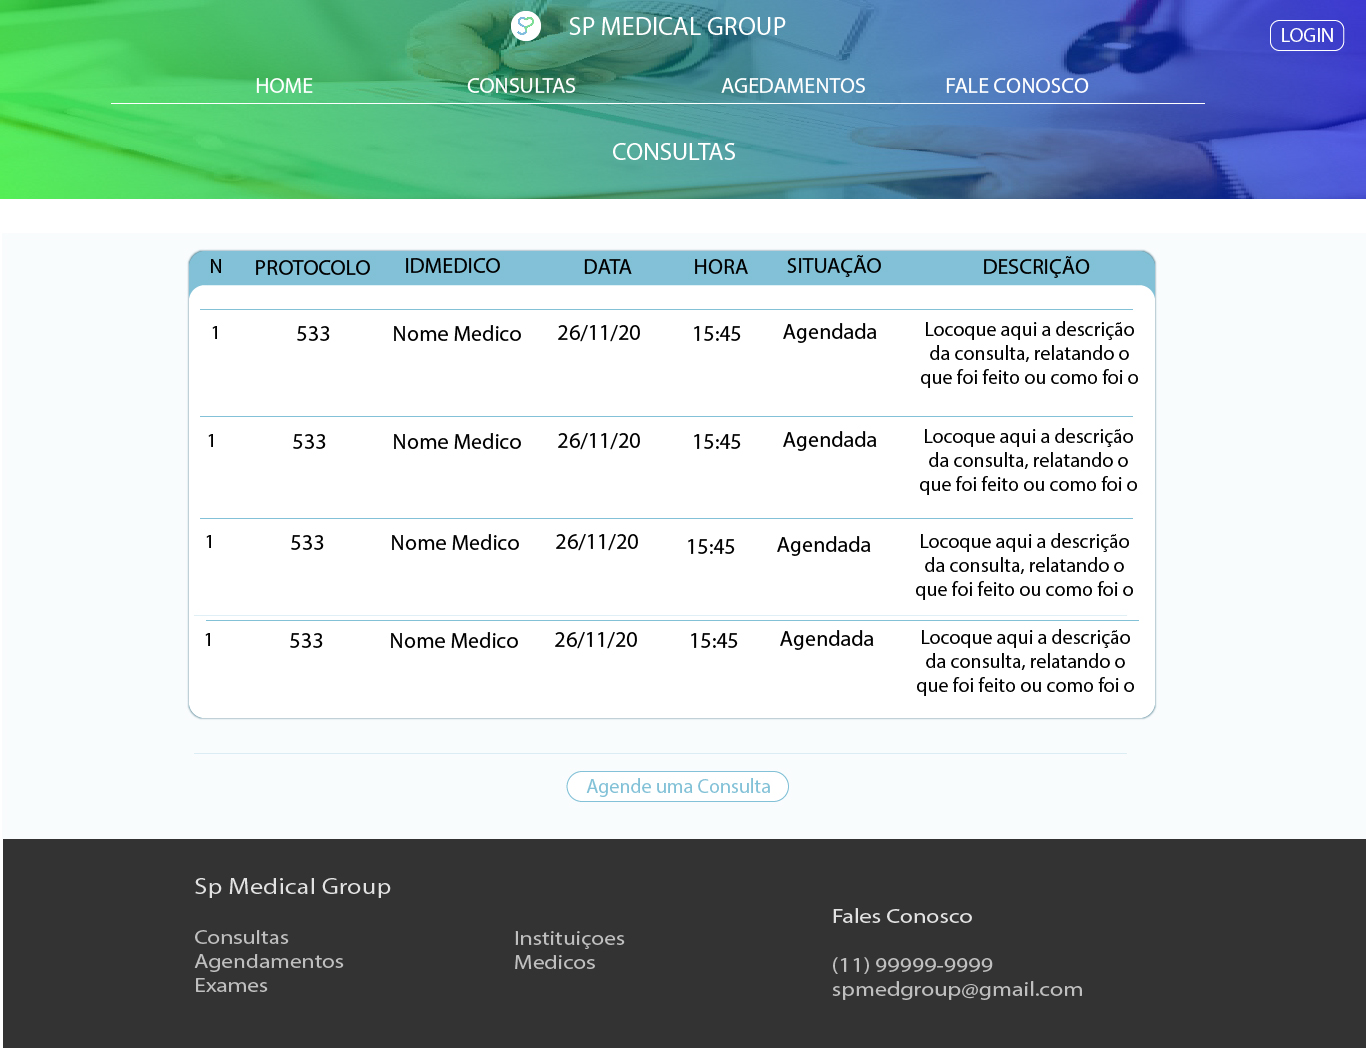 SP MEDICAL GROUP
LOGIN
HOME CONSULTAS AGEDAMENTOS FALE CONOSCO
CONSULTAS
N PROTOCOLO IDMEDICO DATA HORA SITUAÇÃO DESCRIÇÃO
1 533 Nome Medico 26/11/20 15:45 Agendada Locoque aqui a descrição
da consulta, relatando o
que foi feito ou como foi o
1 533 Nome Medico 26/11/20 15:45 Agendada Locoque aqui a descrição
da consulta, relatando o
que foi feito ou como foi o
1 533 Nome Medico 26/11/20 15:45 Agendada Locoque aqui a descrição
da consulta, relatando o
que foi feito ou como foi o
1 533 Nome Medico 26/11/20 15:45 Agendada Locoque aqui a descrição
da consulta, relatando o
que foi feito ou como foi o
Agende uma Consulta
Sp Medical Group
Consultas
Agendamentos
Exames
Instituiçoes
Medicos
Fales Conosco
(11) 99999-9999
spmedgroup@gmail.com